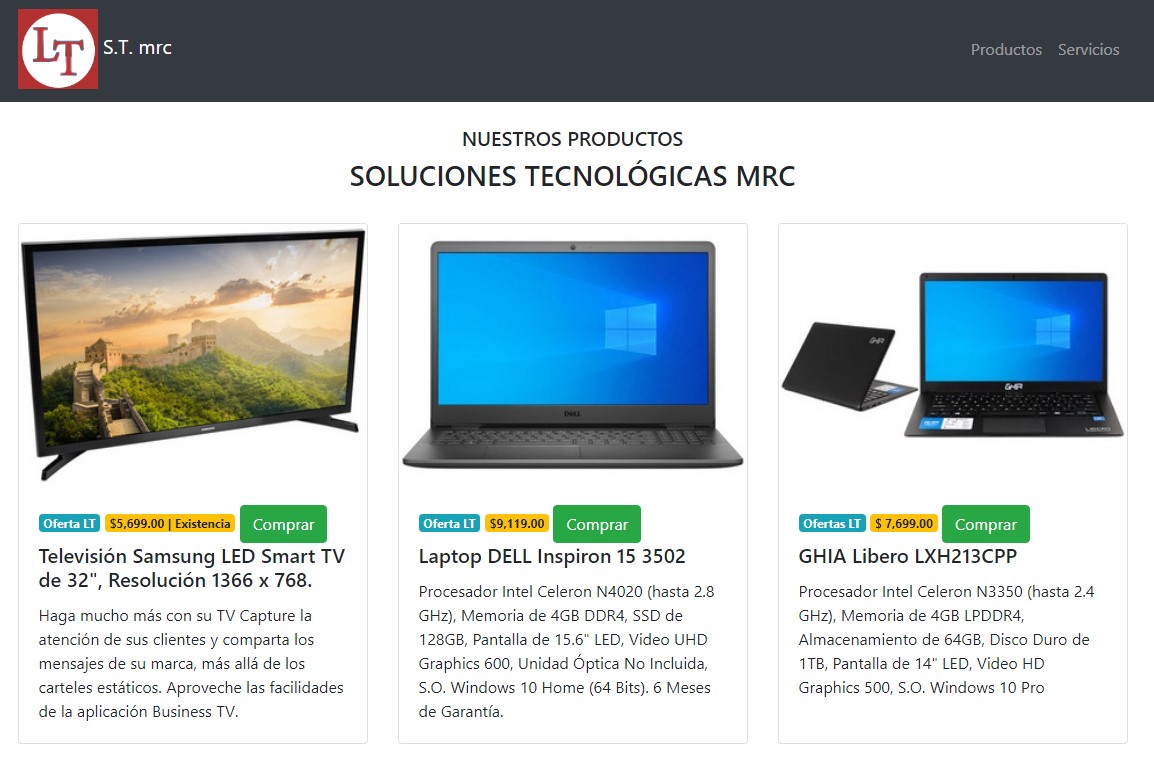 LT
S.T. mrc
Productos Servicios
NUESTROS PRODUCTOS
SOLUCIONES TECNOLÓGICAS MRC
DELL
GHIA
GHIA
LIBERO
Oferta LT $5,699.00 | Existencia Comprar
Televisión Samsung LED Smart TV
de 32", Resolución 1366 x 768.
Haga mucho más con su TV Capture la
atención de sus clientes y comparta los
mensajes de su marca, más allá de los
carteles estáticos. Aproveche las facilidades
de la aplicación Business TV.
Oferta LT $9,119.00 Comprar
Laptop DELL Inspiron 15 3502
Procesador Intel Celeron N4020 (hasta 2.8
GHz), Memoria de 4GB DDR4, SSD de
128GB, Pantalla de 15.6" LED, Video UHD
Graphics 600, Unidad Óptica No Incluida,
S.O. Windows 10 Home (64 Bits). 6 Meses
de Garantía.
Ofertas LT $ 7,699.00 Comprar
GHIA Libero LXH213CPP
Procesador Intel Celeron N3350 (hasta 2.4
GHz), Memoria de 4GB LPDDR4,
Almacenamiento de 64GB, Disco Duro de
1TB, Pantalla de 14" LED, Video HD
Graphics 500, S.O. Windows 10 Pro